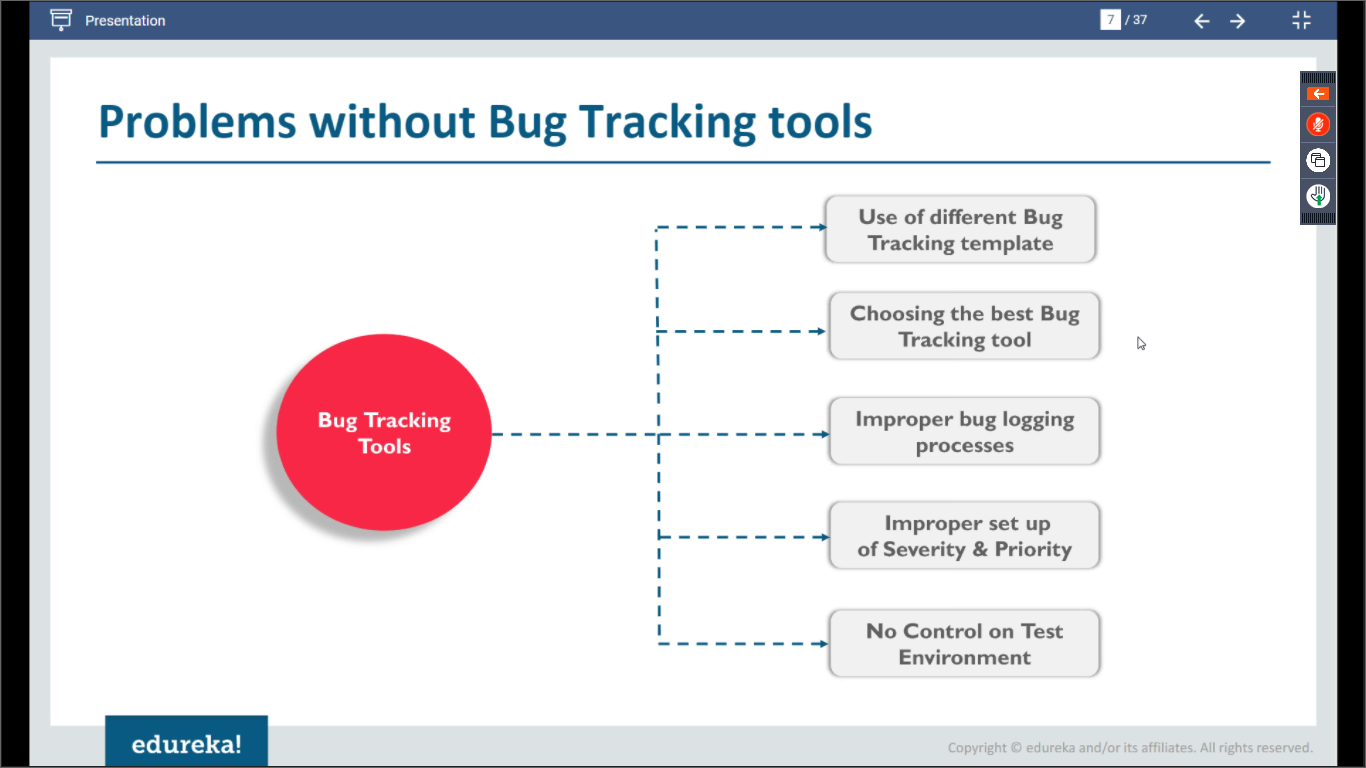 Presentation
7 / 37
Problems without Bug Tracking tools
Use of different Bug
Tracking template
Choosing the best Bug
Tracking tool
Bug Tracking
Tools
Improper bug logging
processes
Improper set up
of Severity & Priority
No Control on Test
Environment
edureka!
Copyright © edureka and/or its affiliates. All rights reserved.